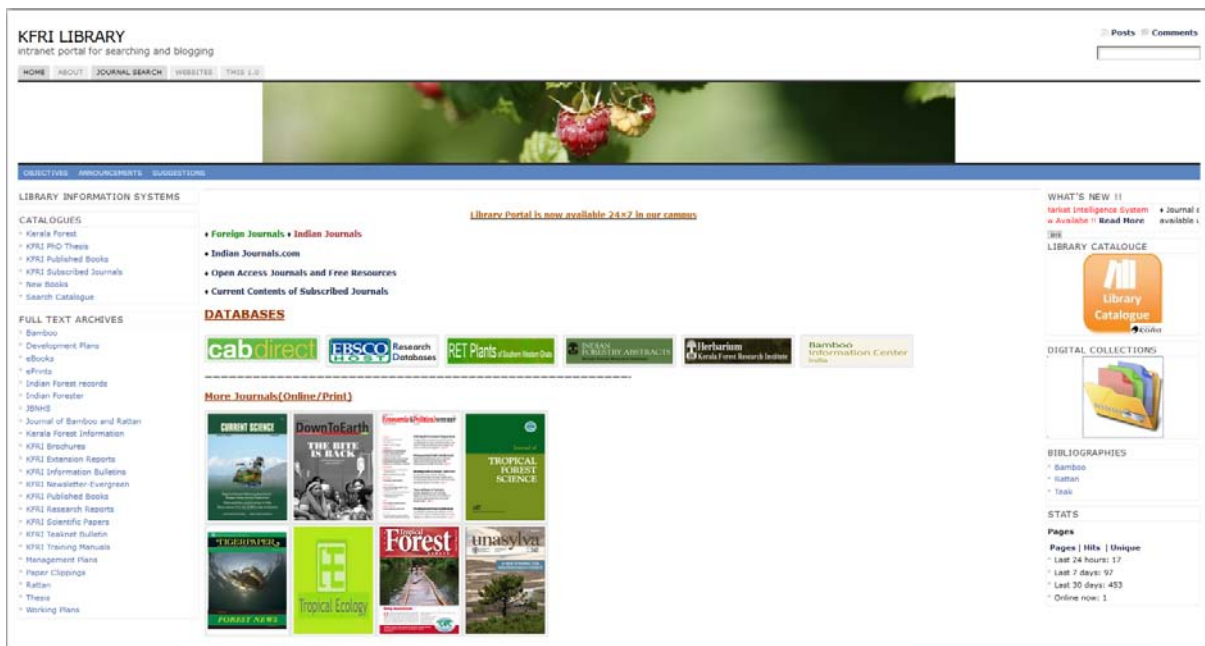 KFRI LIBRARY
intranet portal for searching and blogging
Posts Comments
HOME ABOUT JOURNAL SEARCH WEBSITES THIS 1.0
OBJECTIVES ANNOUNCEMENTS SUGGESTIONS
LIBRARY INFORMATION SYSTEMS
CATALOGUES
Kerala Forest
KFRI PhD Thesis
KFRI Published Books
KFRI Subscribed Journals
New Books
Search Catalogue
FULL TEXT ARCHIVES
Bamboo
Development Plans
eBooks
ePrints
Indian Forest records
Indian Forester
JBNHS
Journal of Bamboo and Rattan
Kerala Forest Information
KFRI Brochures
KFRI Extension Reports
KFRI Information Bulletins
KFRI Newsletter-Evergreen
KFRI Published Books
KFRI Research Reports
KFRI Scientific Papers
KFRI Teaknet Bulletin
KFRI Training Manuals
Management Plans
Paper Clippings
Rattan
Thesis
Working Plans
Library Portal is now available 24×7 in our campus
♦ Foreign Journals ♦ Indian Journals
♦ Indian Journals.com
♦ Open Access Journals and Free Resources
♦ Current Contents of Subscribed Journals
DATABASES
cabdirect
EBSCO HOST Research Databases
RET Plants of Southern Western Ghats
INDIAN FORESTRY ABSTRACTS
Herbarium
Kerala Forest Research Institute
Bamboo
Information Center
India
More Journals(Online/Print)
CURRENT SCIENCE
DownToEarth
THE BITE
IS BACK
Economic & Political WEEKLY
Journal of
TROPICAL
FOREST
SCIENCE
TIGERPAPER
FOREST NEWS
Tropical Ecology
Tropical
Forest
unasylva
WHAT'S NEW !!
arket Intelligence System ♦ Journal c
w Availabe !! Read More available u
LIBRARY CATALOUGE
Library
Catalogue
koha
DIGITAL COLLECTIONS
BIBLIOGRAPHIES
Bamboo
Rattan
Teak
STATS
Pages
Pages | Hits | Unique
Last 24 hours: 17
Last 7 days: 97
Last 30 days: 453
Online now: 1